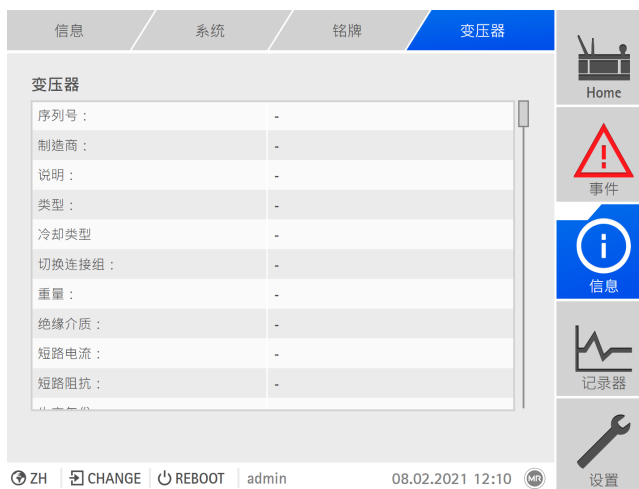 信息
系统
铭牌
变压器
变压器
序列号：
-
制造商：
-
说明：
-
类型：
-
冷却类型
-
切换连接组：
-
重量：
-
绝缘介质：
-
短路电流：
-
短路阻抗：
-
Home
事件
信息
记录器
设置
ZH
CHANGE
REBOOT
admin
08.02.2021 12:10
MR